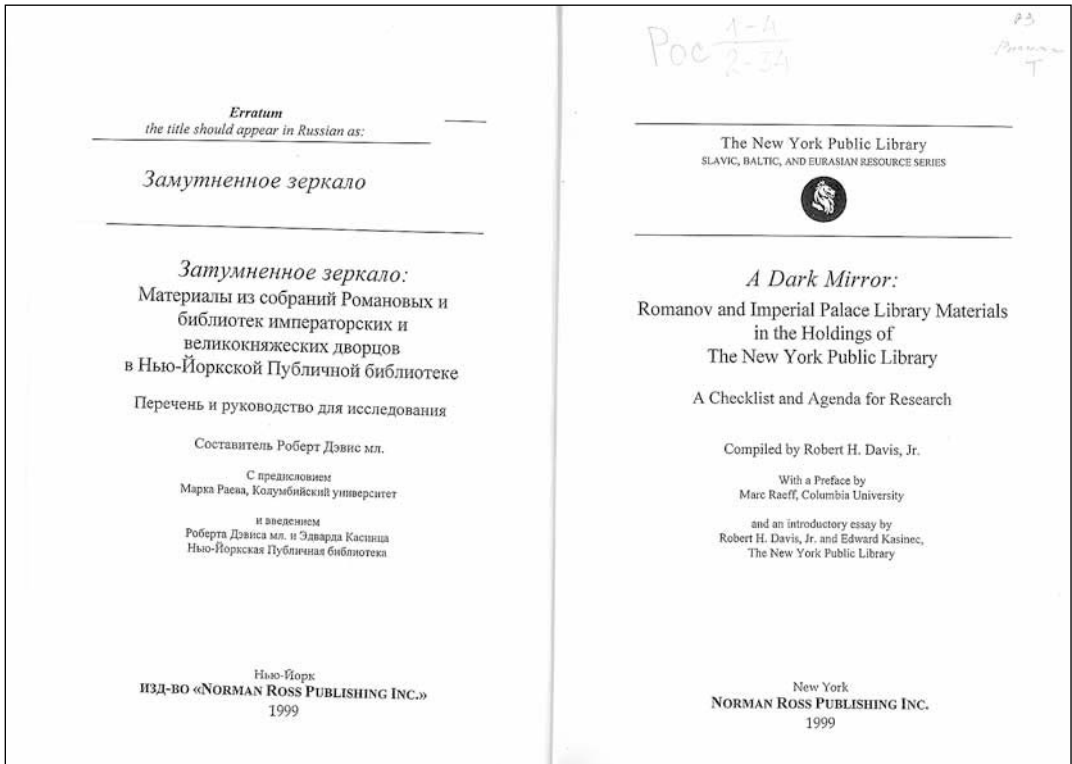 Erratum
the title should appear in Russian as:
Замутненное зеркало
Затумненное зеркало:
Материалы из собраний Романовых и
библиотек императорских и
великокняжеских дворцов
в Нью-Йоркской Публичной библиотеке
Перечень и руководство для исследования
Составитель Роберт Дэвис мл.
С предисловием
Марка Раева, Колумбийский университет
и введением
Роберта Дэвиса мл. и Эдварда Касинца
Нью-Йоркская Публичная библиотека
Нью-Йорк
ИЗД-ВО «NORMAN ROSS PUBLISHING INC.»
1999
Рос 1-4
2-34
The New York Public Library
SLAVIC, BALTIC, AND EURASIAN RESOURCE SERIES
A Dark Mirror:
Romanov and Imperial Palace Library Materials
in the Holdings of
The New York Public Library
A Checklist and Agenda for Research
Compiled by Robert H. Davis, Jr.
With a Preface by
Marc Raeff, Columbia University
and an introductory essay by
Robert H. Davis, Jr. and Edward Kasinec,
The New York Public Library
New York
NORMAN ROSS PUBLISHING INC.
1999